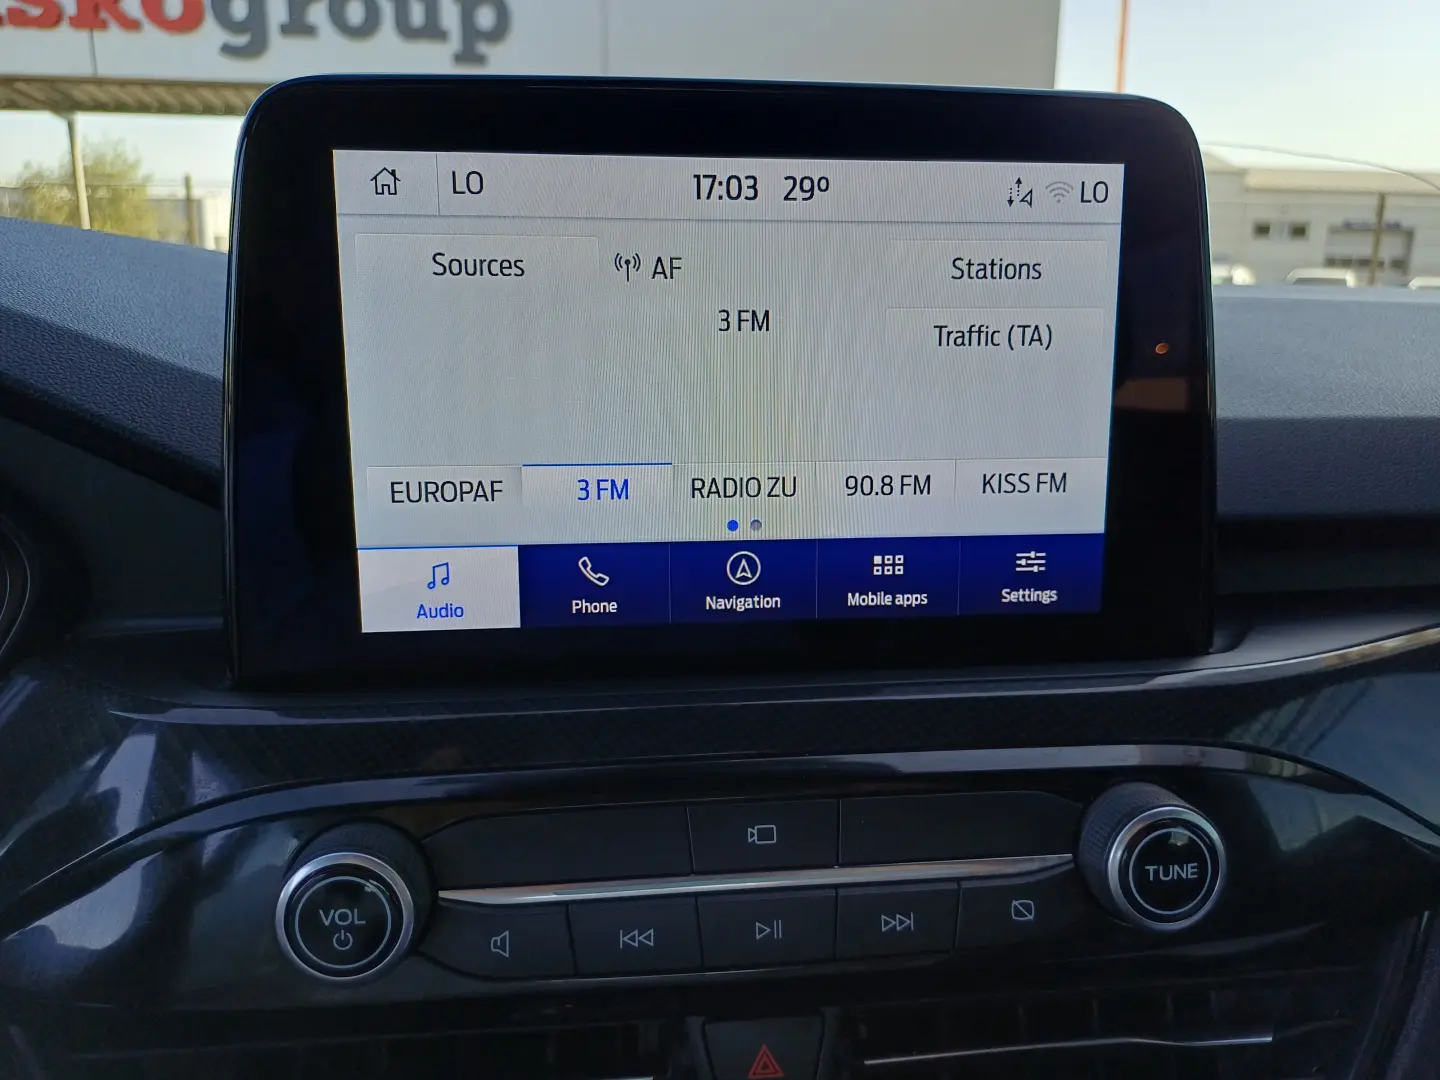 group
LO 17:03 29º LO
Sources AF Stations
3 FM
Traffic (TA)
EUROPAF 3 FM RADIO ZU 90.8 FM KISS FM
Audio Phone Navigation Mobile apps Settings
VOL
TUNE